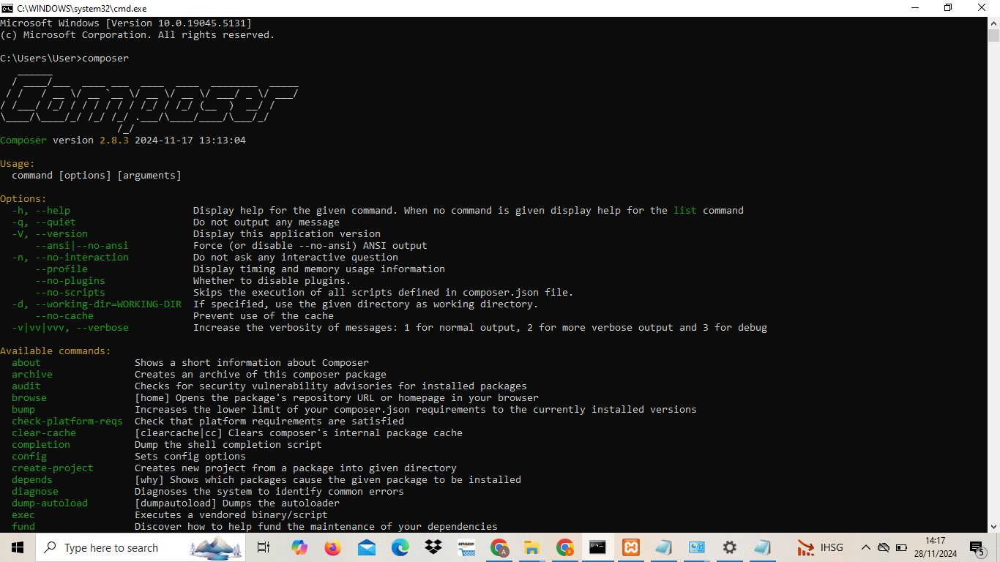 C:\WINDOWS\system32\cmd.exe
Microsoft Windows [Version 10.0.19045.5131]
(c) Microsoft Corporation. All rights reserved.
C:\Users\User>composer
   ______
  / ____/___  ____ ___  ____  ____  ________  _____
 / /   / __ \/ __ `__ \/ __ \/ __ \/ ___/ _ \/ ___/
/ /___/ /_/ / / / / / / /_/ / /_/ (__  )  __/ /
\____/\____/_/ /_/ /_/ .___/\____/____/\___/_/
                    /_/
Composer version 2.8.3 2024-11-17 13:13:04
Usage:
  command [options] [arguments]
Options:
  -h, --help                     Display help for the given command. When no command is given display help for the list command
  -q, --quiet                    Do not output any message
  -V, --version                  Display this application version
      --ansi|--no-ansi           Force (or disable --no-ansi) ANSI output
  -n, --no-interaction           Do not ask any interactive question
      --profile                  Display timing and memory usage information
      --no-plugins               Whether to disable plugins.
      --no-scripts               Skips the execution of all scripts defined in composer.json file.
  -d, --working-dir=WORKING-DIR  If specified, use the given directory as working directory.
      --no-cache                 Prevent use of the cache
  -v|vv|vvv, --verbose           Increase the verbosity of messages: 1 for normal output, 2 for more verbose output and 3 for debug
Available commands:
  about                Shows a short information about Composer
  archive              Creates an archive of this composer package
  audit                Checks for security vulnerability advisories for installed packages
  browse               [home] Opens the package's repository URL or homepage in your browser
  bump                 Increases the lower limit of your composer.json requirements to the currently installed versions
  check-platform-reqs  Check that platform requirements are satisfied
  clear-cache          [clearcache|cc] Clears composer's internal package cache
  completion           Dump the shell completion script
  config               Sets config options
  create-project       Creates new project from a package into given directory
  depends              [why] Shows which packages cause the given package to be installed
  diagnose             Diagnoses the system to identify common errors
  dump-autoload        [dumpautoload] Dumps the autoloader
  exec                 Executes a vendored binary/script
  fund                 Discover how to help fund the maintenance of your dependencies
Type here to search
amazon
A
IHSG
14:17
28/11/2024
5